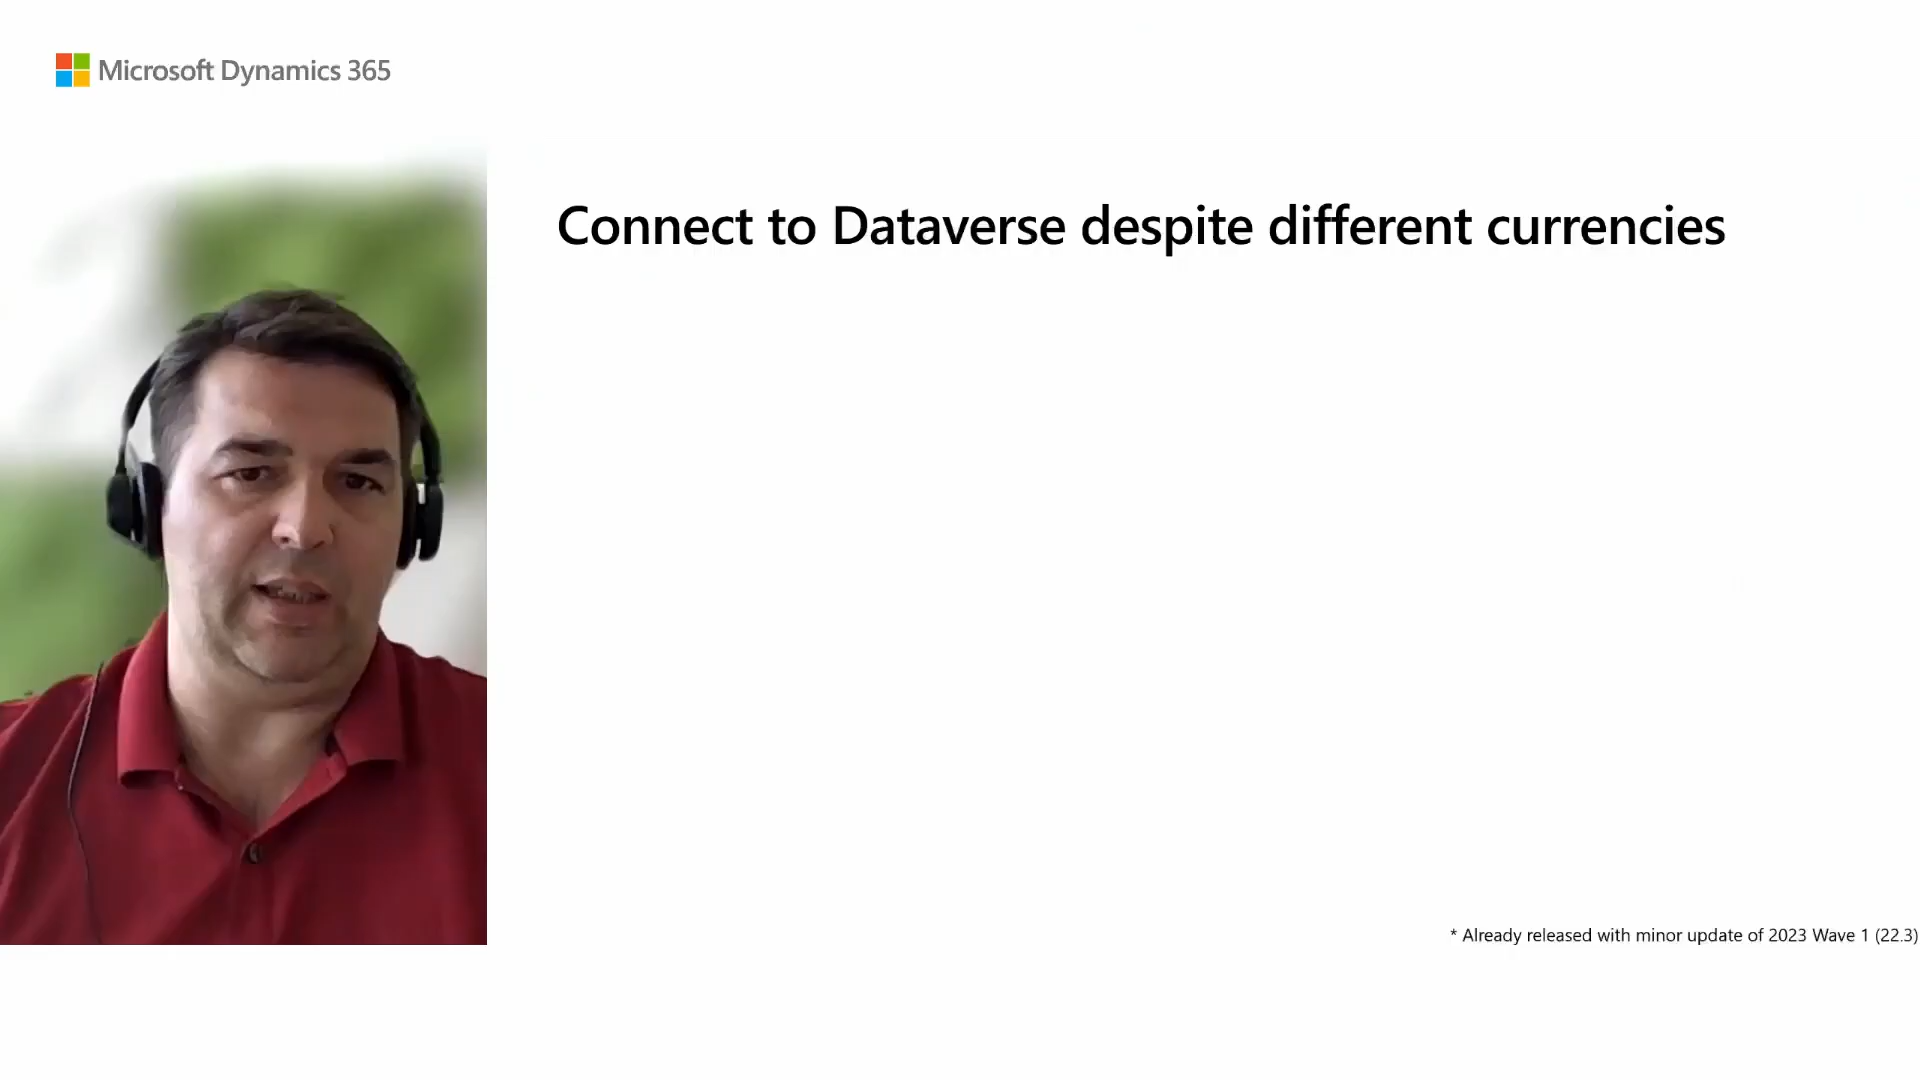 Microsoft Dynamics 365
Connect to Dataverse despite different currencies
* Already released with minor update of 2023 Wave 1 (22.3)